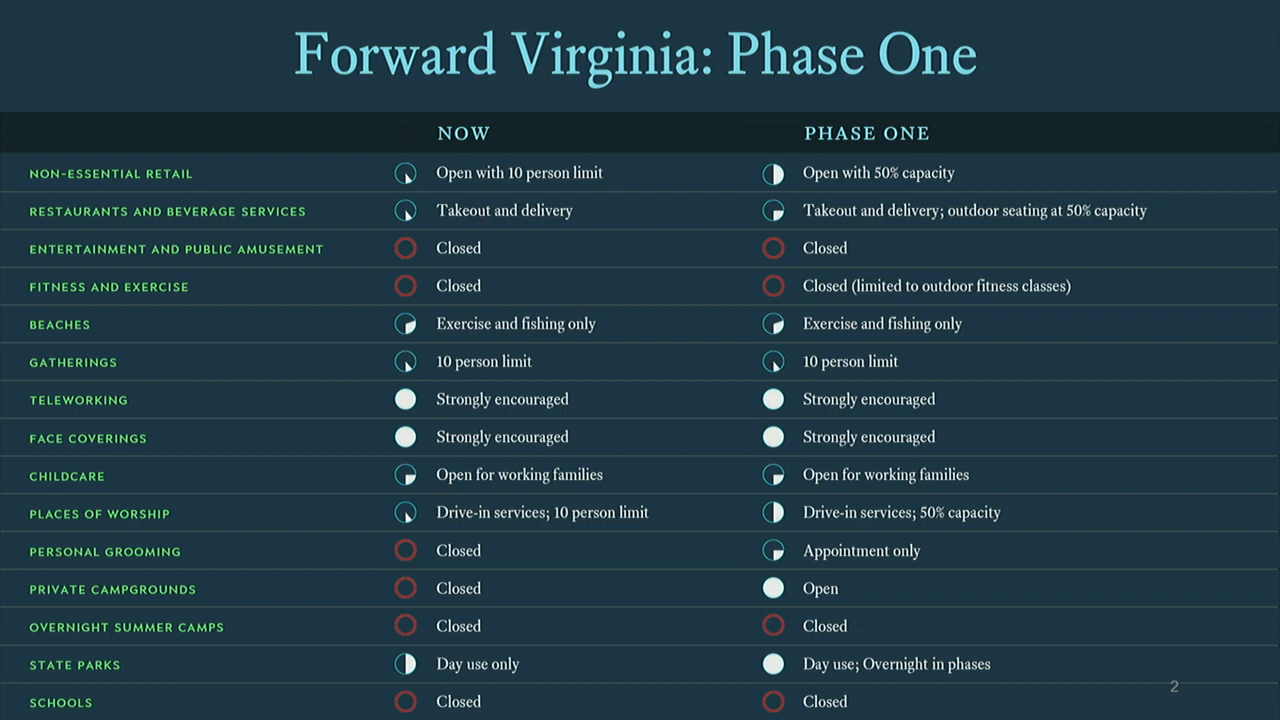 Forward Virginia: Phase One
NOW PHASE ONE
NON-ESSENTIAL RETAIL Open with 10 person limit Open with 50% capacity
RESTAURANTS AND BEVERAGE SERVICES Takeout and delivery Takeout and delivery; outdoor seating at 50% capacity
ENTERTAINMENT AND PUBLIC AMUSEMENT Closed Closed
FITNESS AND EXERCISE Closed Closed (limited to outdoor fitness classes)
BEACHES Exercise and fishing only Exercise and fishing only
GATHERINGS 10 person limit 10 person limit
TELEWORKING Strongly encouraged Strongly encouraged
FACE COVERINGS Strongly encouraged Strongly encouraged
CHILDCARE Open for working families Open for working families
PLACES OF WORSHIP Drive-in services; 10 person limit Drive-in services; 50% capacity
PERSONAL GROOMING Closed Appointment only
PRIVATE CAMPGROUNDS Closed Open
OVERNIGHT SUMMER CAMPS Closed Closed
STATE PARKS Day use only Day use; Overnight in phases
2
SCHOOLS Closed Closed